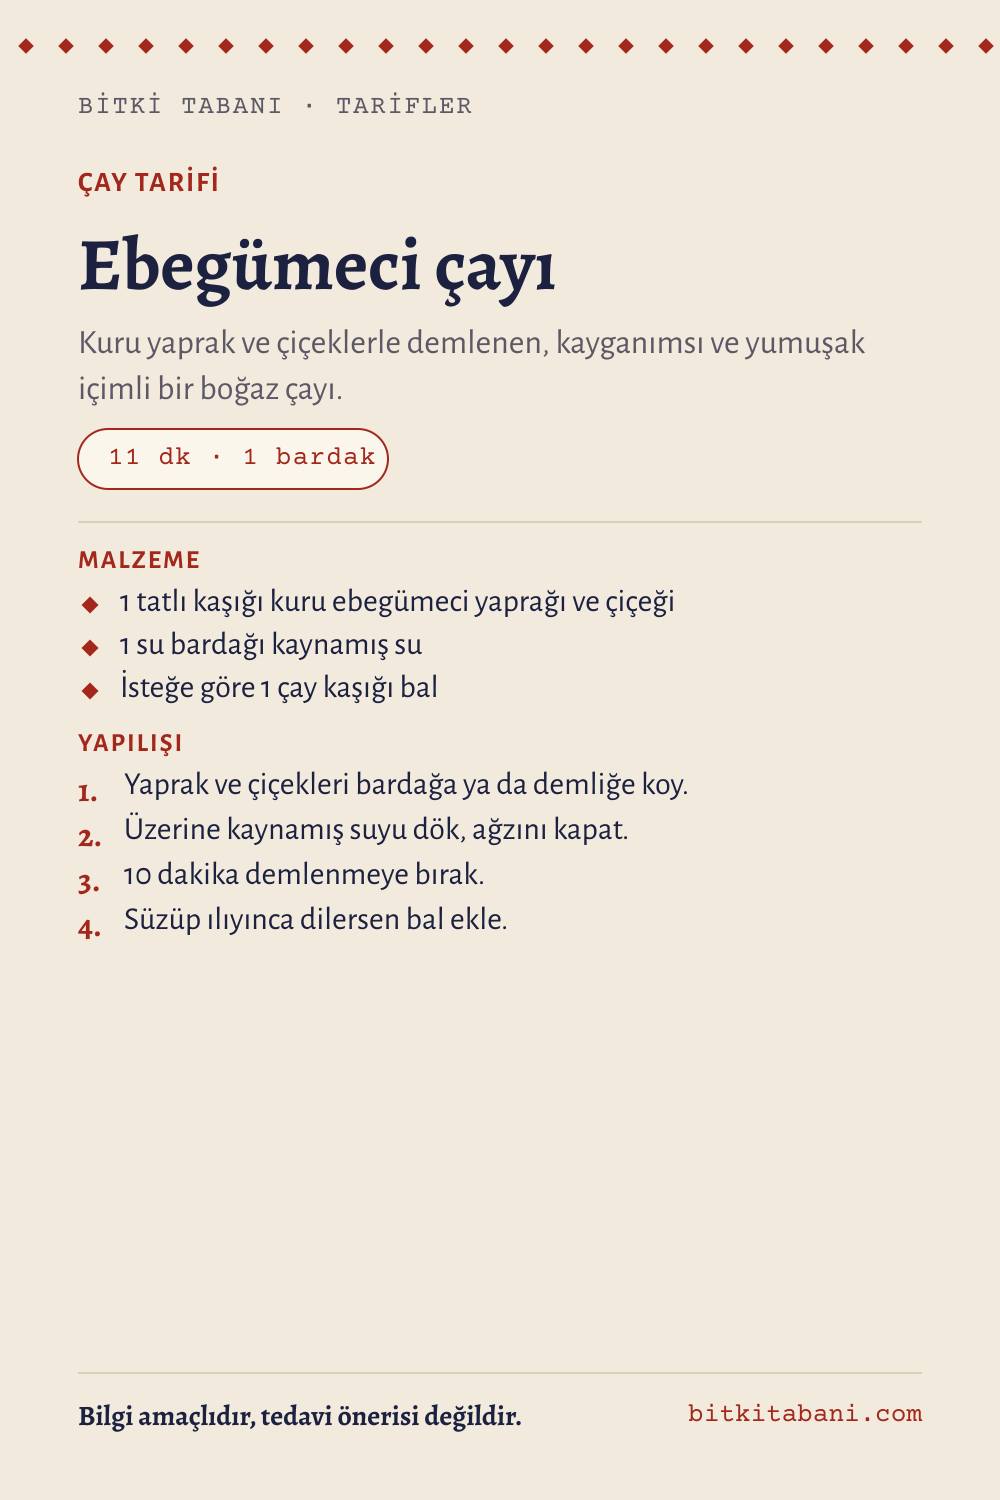 BİTKİ TABANI · TARİFLER
ÇAY TARİFİ
Ebegümeci çayı
Kuru yaprak ve çiçeklerle demlenen, kayganımsı ve yumuşak
içimli bir boğaz çayı.
11 dk · 1 bardak
MALZEME
1 tatlı kaşığı kuru ebegümeci yaprağı ve çiçeği
1 su bardağı kaynamış su
İsteğe göre 1 çay kaşığı bal
YAPILIŞI
1. Yaprak ve çiçekleri bardağa ya da demliğe koy.
2. Üzerine kaynamış suyu dök, ağzını kapat.
3. 10 dakika demlenmeye bırak.
4. Süzüp ılıyınca dilersen bal ekle.
Bilgi amaçlıdır, tedavi önerisi değildir.
bitkitabani.com